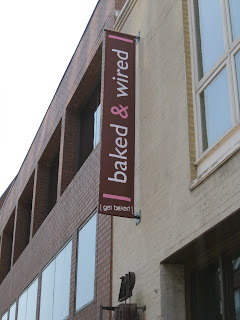 baked & wired
[ get baked ]